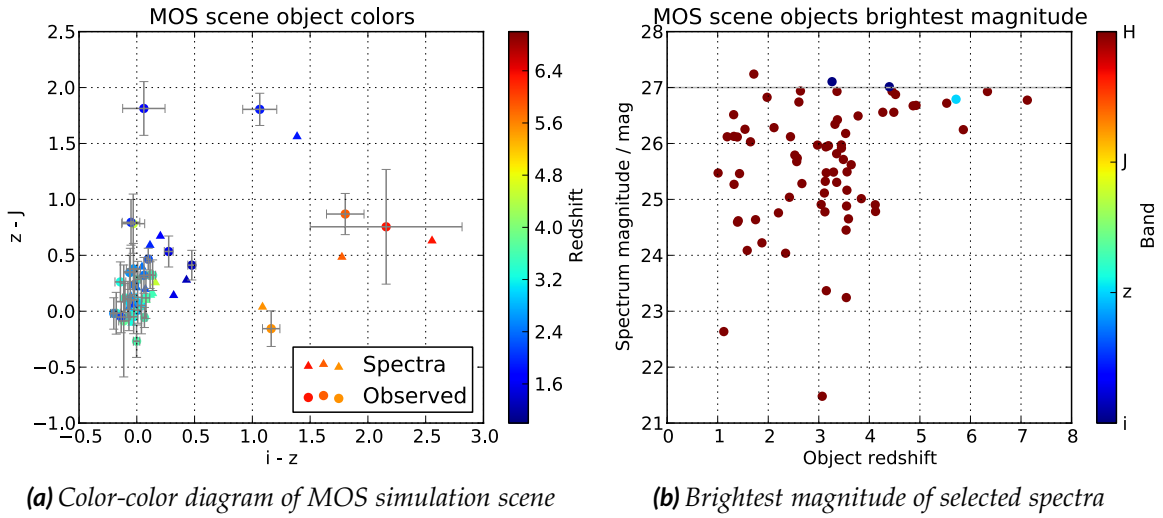 MOS scene object colors
2.5
2.0
1.5
1.0
0.5
0.0
−0.5
−1.0
z - J
−0.5
0.0
0.5
1.0
1.5
2.0
2.5
3.0
i - z
Spectra
Observed
6.4
5.6
4.8
4.0
3.2
2.4
1.6
Redshift
(a) Color-color diagram of MOS simulation scene
MOS scene objects brightest magnitude
28
27
26
25
24
23
22
21
Spectrum magnitude / mag
0
1
2
3
4
5
6
7
8
Object redshift
H
J
z
i
Band
(b) Brightest magnitude of selected spectra